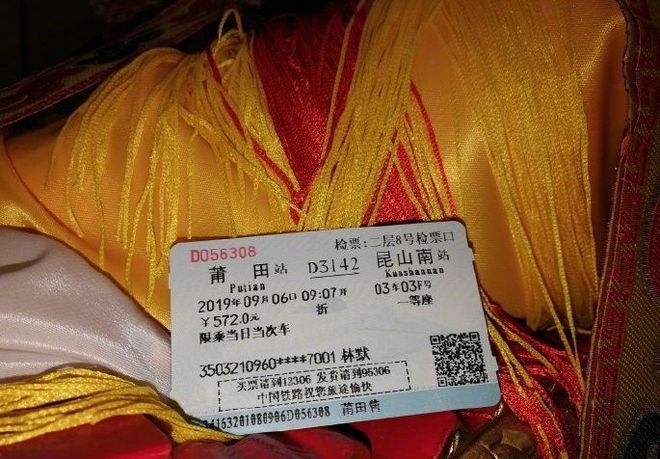 D056308 检票:二层8号检票口
莆田站 D3142 昆山南站
Putian Kunshannan
2019年09月06日 09:07开 03车03F号
￥572.0元 折 一等座
限乘当日当次车
3503210960****7001 林默
买票请到12306 发货请到95306
中国铁路祝您旅途愉快
163201080906D056308 莆田售